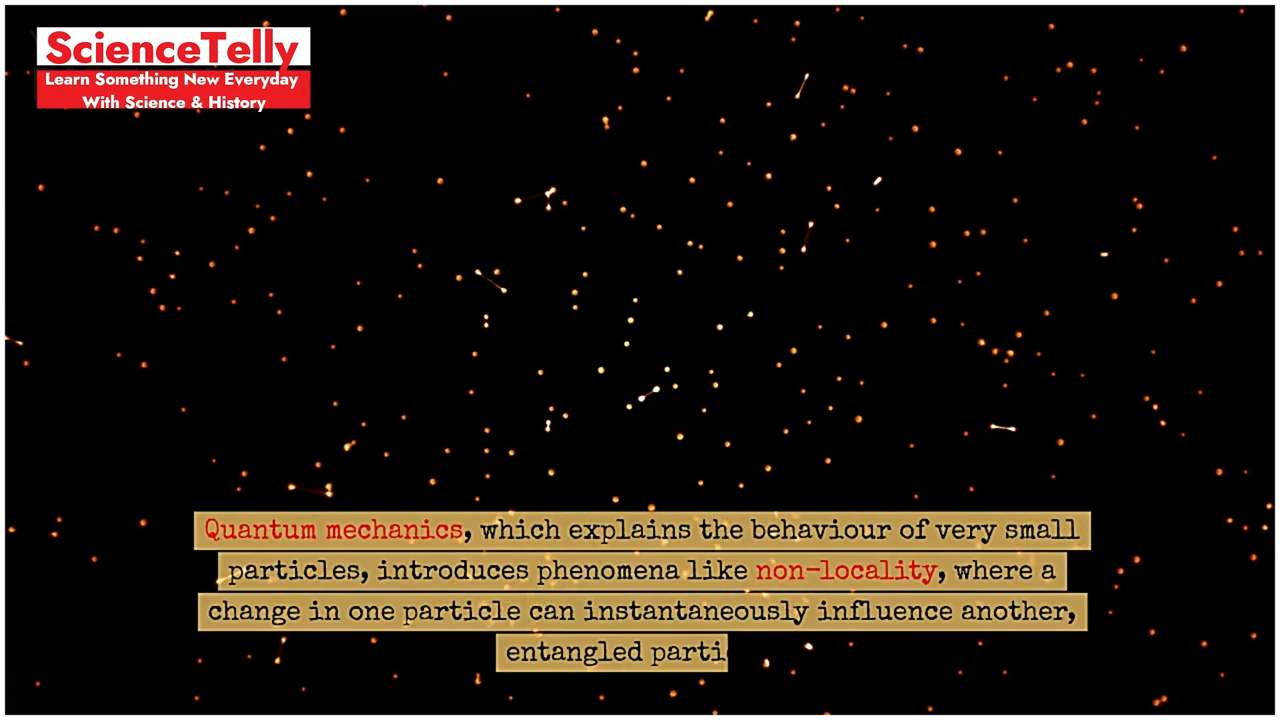 ScienceTelly
Learn Something New Everyday
With Science & History
Quantum mechanics, which explains the behaviour of very small
particles, introduces phenomena like non-locality, where a
change in one particle can instantaneously influence another,
entangled parti